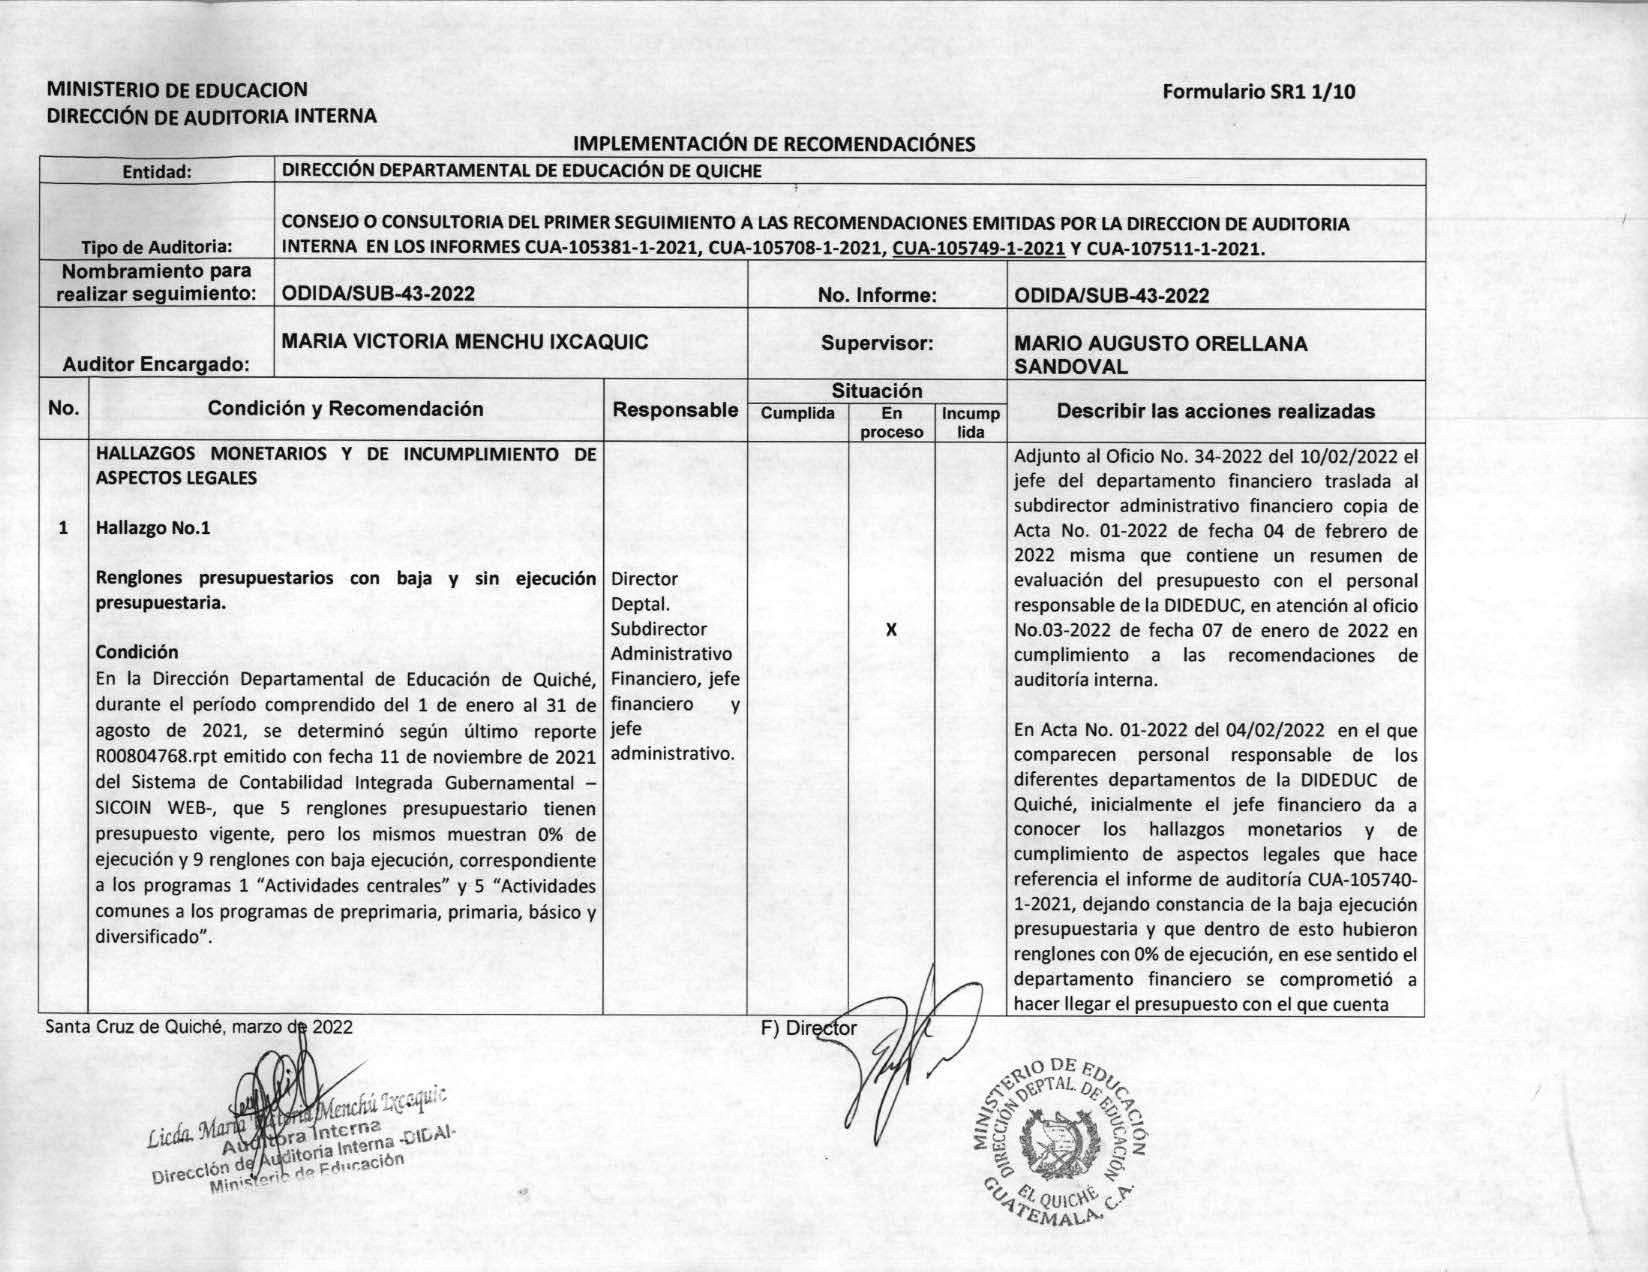 MINISTERIO DE EDUCACION
DIRECCIÓN DE AUDITORIA INTERNA
Formulario SR1 1/10
IMPLEMENTACIÓN DE RECOMENDACIÓNES
Entidad:
DIRECCIÓN DEPARTAMENTAL DE EDUCACIÓN DE QUICHE
Tipo de Auditoria:
CONSEJO O CONSULTORIA DEL PRIMER SEGUIMIENTO A LAS RECOMENDACIONES EMITIDAS POR LA DIRECCION DE AUDITORIA
INTERNA EN LOS INFORMES CUA-105381-1-2021, CUA-105708-1-2021, CUA-105749-1-2021 Y CUA-107511-1-2021.
Nombramiento para
realizar seguimiento:
ODIDA/SUB-43-2022
No. Informe:
ODIDA/SUB-43-2022
Auditor Encargado:
MARIA VICTORIA MENCHU IXCAQUIC
Supervisor:
MARIO AUGUSTO ORELLANA
SANDOVAL
No.
Condición y Recomendación
Responsable
Situación
Cumplida
En
proceso
Incump
lida
Describir las acciones realizadas
HALLAZGOS MONETARIOS Y DE INCUMPLIMIENTO DE
ASPECTOS LEGALES
1
Hallazgo No.1
Renglones presupuestarios con baja y sin ejecución
presupuestaria.
Condición
En la Dirección Departamental de Educación de Quiché,
durante el período comprendido del 1 de enero al 31 de
agosto de 2021, se determinó según último reporte
R00804768.rpt emitido con fecha 11 de noviembre de 2021
del Sistema de Contabilidad Integrada Gubernamental –
SICOIN WEB-, que 5 renglones presupuestario tienen
presupuesto vigente, pero los mismos muestran 0% de
ejecución y 9 renglones con baja ejecución, correspondiente
a los programas 1 “Actividades centrales” y 5 “Actividades
comunes a los programas de preprimaria, primaria, básico y
diversificado”.
Director
Deptal.
Subdirector
Administrativo
Financiero, jefe
financiero y
jefe
administrativo.
X
Adjunto al Oficio No. 34-2022 del 10/02/2022 el
jefe del departamento financiero traslada al
subdirector administrativo financiero copia de
Acta No. 01-2022 de fecha 04 de febrero de
2022 misma que contiene un resumen de
evaluación del presupuesto con el personal
responsable de la DIDEDUC, en atención al oficio
No.03-2022 de fecha 07 de enero de 2022 en
cumplimiento a las recomendaciones de
auditoría interna.
En Acta No. 01-2022 del 04/02/2022 en el que
comparecen personal responsable de los
diferentes departamentos de la DIDEDUC de
Quiché, inicialmente el jefe financiero da a
conocer los hallazgos monetarios y de
cumplimiento de aspectos legales que hace
referencia el informe de auditoría CUA-105740-
1-2021, dejando constancia de la baja ejecución
presupuestaria y que dentro de esto hubieron
renglones con 0% de ejecución, en ese sentido el
departamento financiero se comprometió a
hacer llegar el presupuesto con el que cuenta
Santa Cruz de Quiché, marzo de 2022
F) Director
Licda. María Victoria Menchú Ixcaquic
Auditora Interna
Dirección de Auditoria Interna -DIDAI-
Ministerio de Educación
MINISTERIO DE EDUCACIÓN
DIRECCIÓN DEPTAL. DE EDUCACIÓN
EL QUICHÉ
GUATEMALA, C.A.